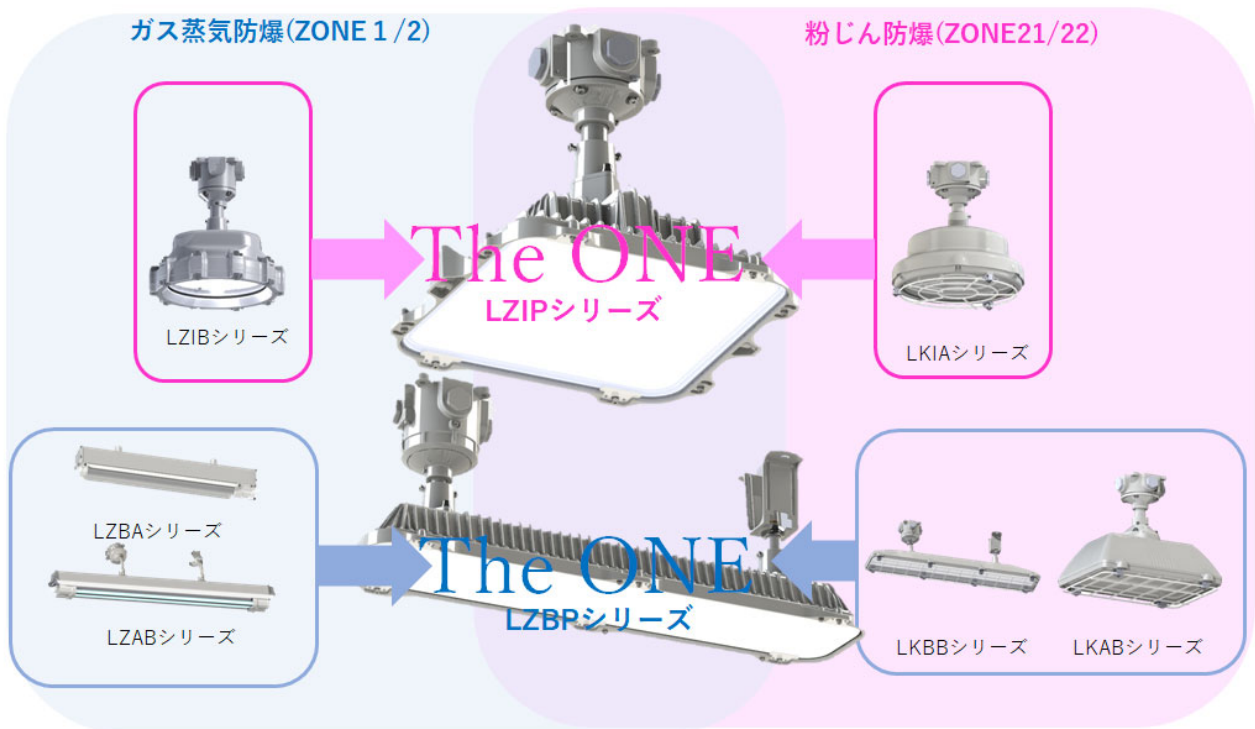 ガス蒸気防爆(ZONE 1 /2)
粉じん防爆(ZONE21/22)
The ONE
LZIPシリーズ
LZIBシリーズ
LKIAシリーズ
LZBAシリーズ
The ONE
LZBPシリーズ
LZABシリーズ
LKBBシリーズ
LKABシリーズ